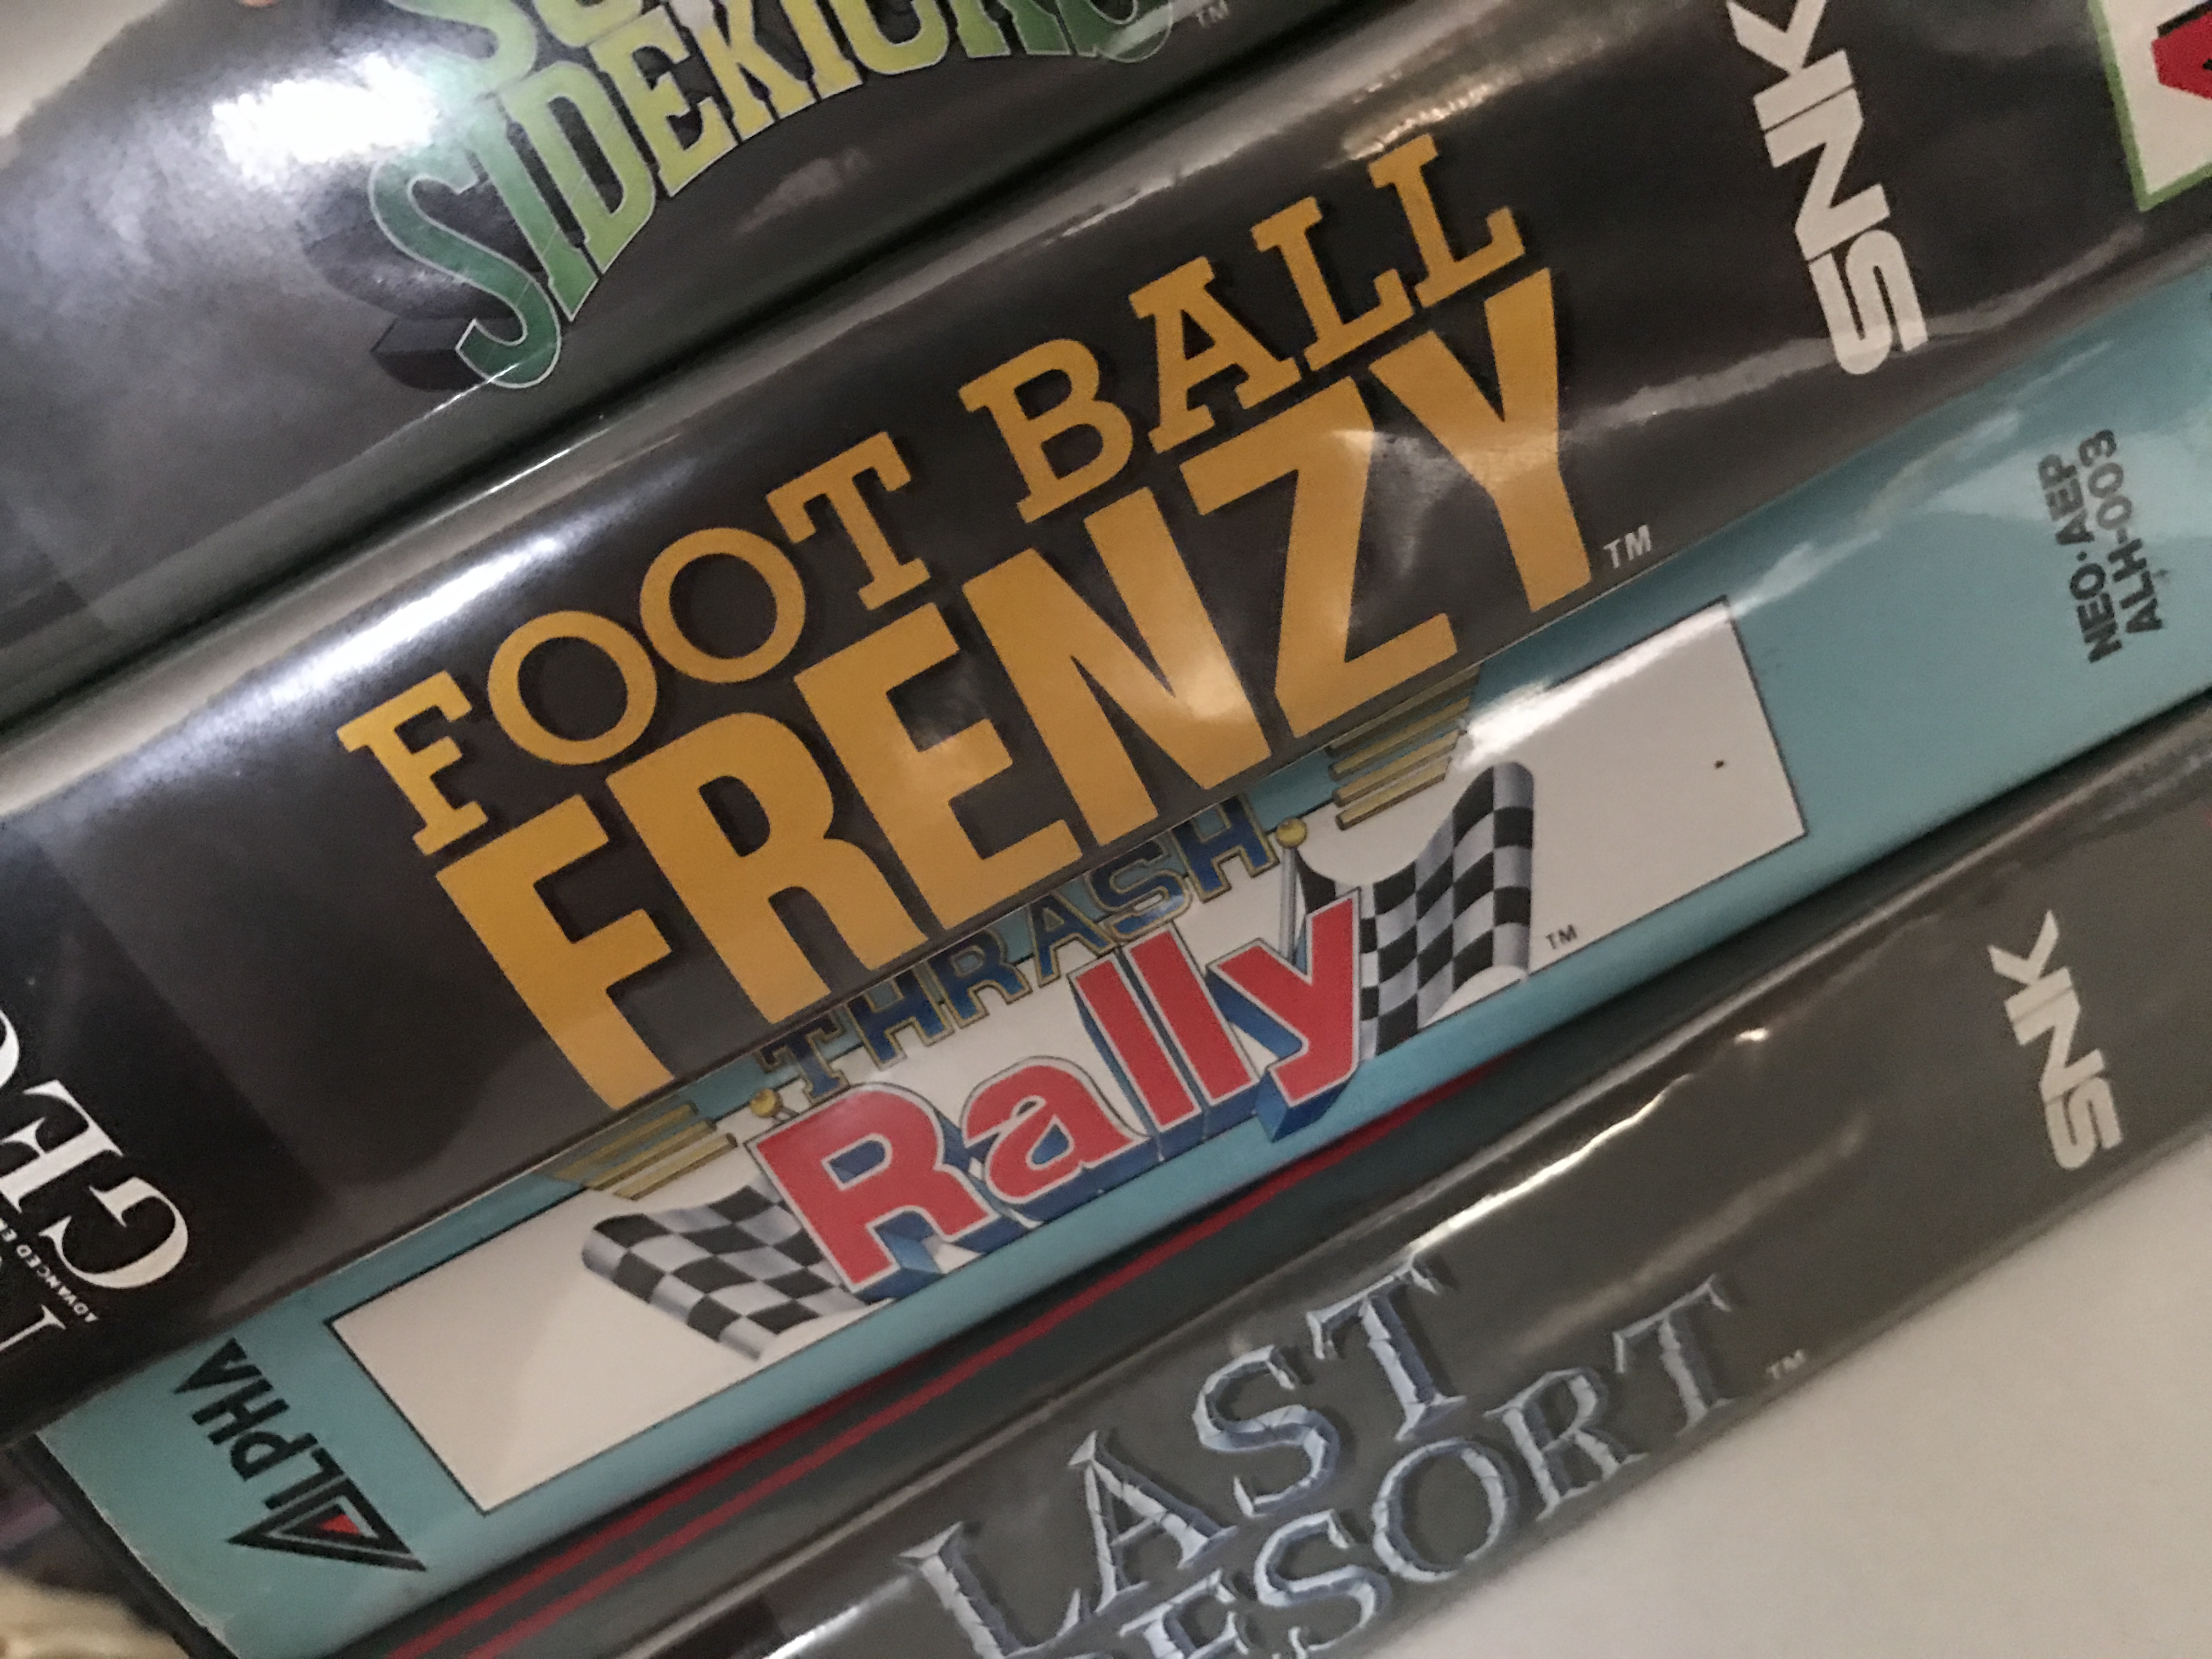 SIDEKICKS
TM
FOOT BALL
FRENZY
TM
SNK
ADVANCED
THRASH
Rally
TM
ALPHA
NEO.AEP
ALH-003
LAST
RESORT
TM
SNK